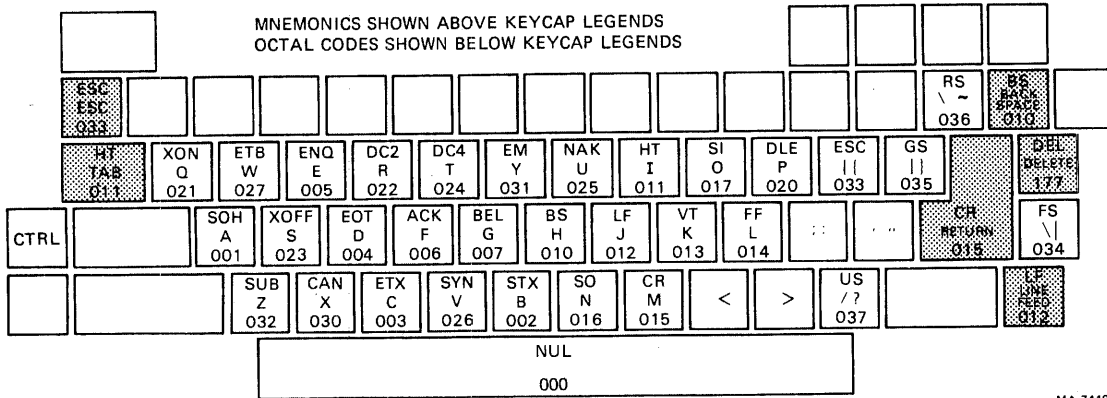 MNEMONICS SHOWN ABOVE KEYCAP LEGENDS
OCTAL CODES SHOWN BELOW KEYCAP LEGENDS
ESC RS BS
ESC \ ~ BACK
033 036 SPACE
010
HT XON ETB ENQ DC2 DC4 EM NAK HT SI DLE ESC GS DEL
TAB Q W E R T Y U I O P [{ ]} DELETE
011 021 027 005 022 024 031 025 011 017 020 033 035 177
SOH XOFF EOT ACK BEL BS LF VT FF CR FS
CTRL A S D F G H J K L ; : ' " RETURN \|
001 023 004 006 007 010 012 013 014 015 034
SUB CAN ETX SYN STX SO CR US LF
Z X C V B N M < > / ? LINE
032 030 003 026 002 016 015 037 FEED
012
NUL
000